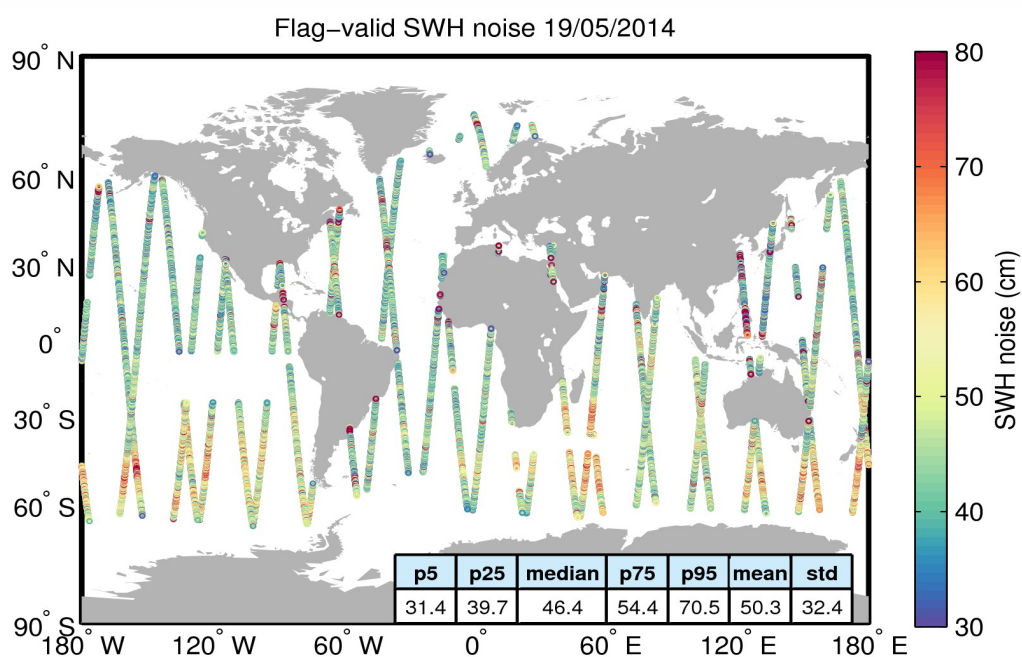 Flag−valid SWH noise 19/05/2014
90° N
60° N
30° N
0°
30° S
60° S
90° S
180° W
120° W
60° W
0°
60° E
120° E
180° E
80
70
60
50
40
30
SWH noise (cm)
p5 p25 median p75 p95 mean std
31.4 39.7 46.4 54.4 70.5 50.3 32.4